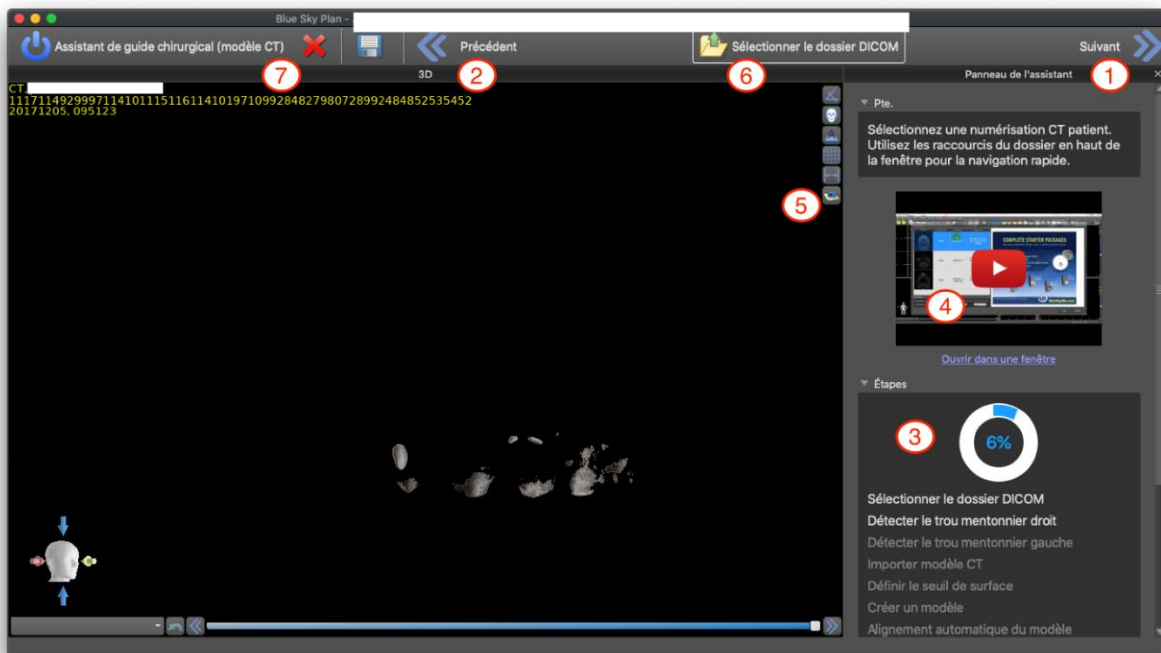 Blue Sky Plan -
Assistant de guide chirurgical (modèle CT)
Précédent
Sélectionner le dossier DICOM
Suivant
7
3D
2
6
Panneau de l'assistant
1
CT,
1117114929997114101115116114101971099284827980728992484852535452
20171205, 095123
Pte.
Sélectionnez une numérisation CT patient.
Utilisez les raccourcis du dossier en haut de
la fenêtre pour la navigation rapide.
5
COMPLETE STARTER PACKAGES
4
Ouvrir dans une fenêtre
Étapes
3
6%
Sélectionner le dossier DICOM
Détecter le trou mentonnier droit
Détecter le trou mentonnier gauche
Importer modèle CT
Définir le seuil de surface
Créer un modèle
Alignement automatique du modèle